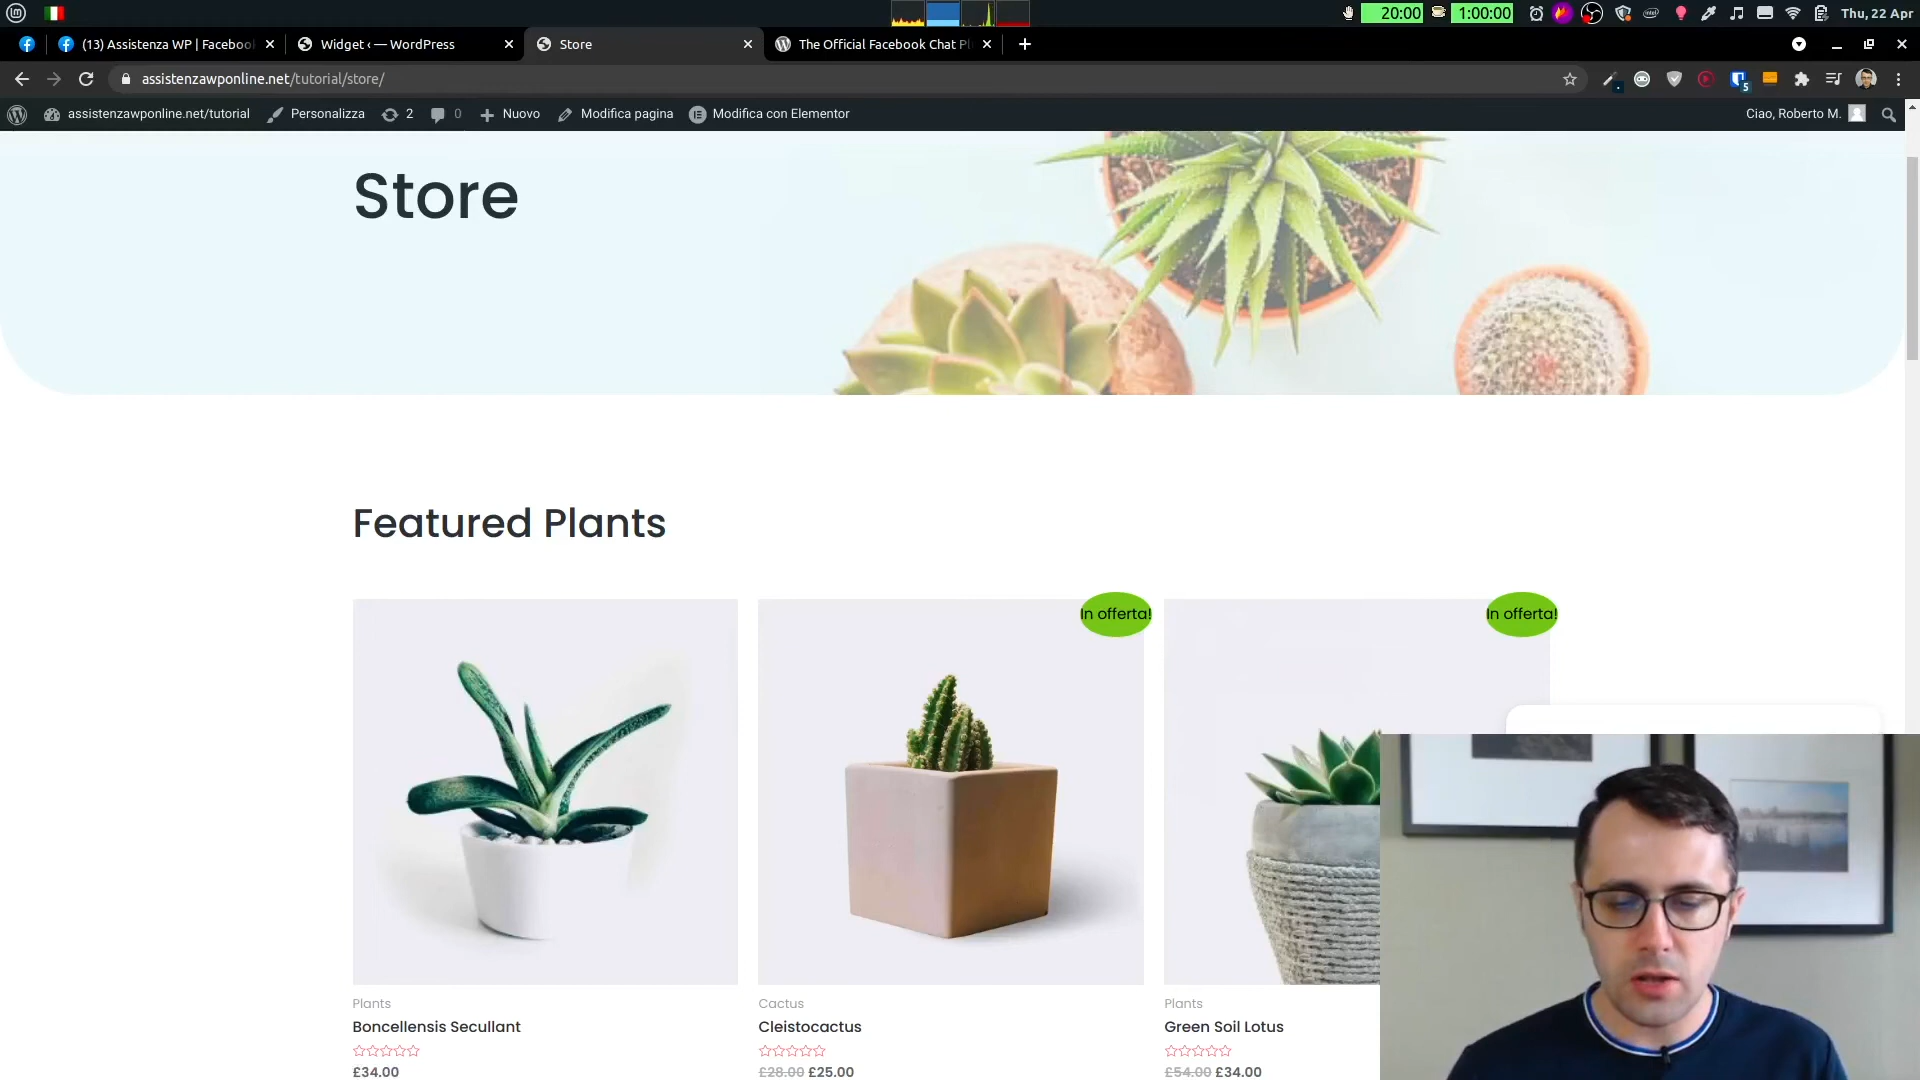 20:00 1:00:00 Thu, 22 Apr
(13) Assistenza WP | Faceboo
Widget ‹ — WordPress
Store
The Official Facebook Chat Pl
assistenzawponline.net/tutorial/store/
5
assistenzawponline.net/tutorial
Personalizza
2
0
Nuovo
Modifica pagina
Modifica con Elementor
Ciao, Roberto M.
Store
Featured Plants
In offerta!
In offerta!
Plants
Boncellensis Secullant
£34.00
Cactus
Cleistocactus
£28.00 £25.00
Plants
Green Soil Lotus
£54.00 £34.00